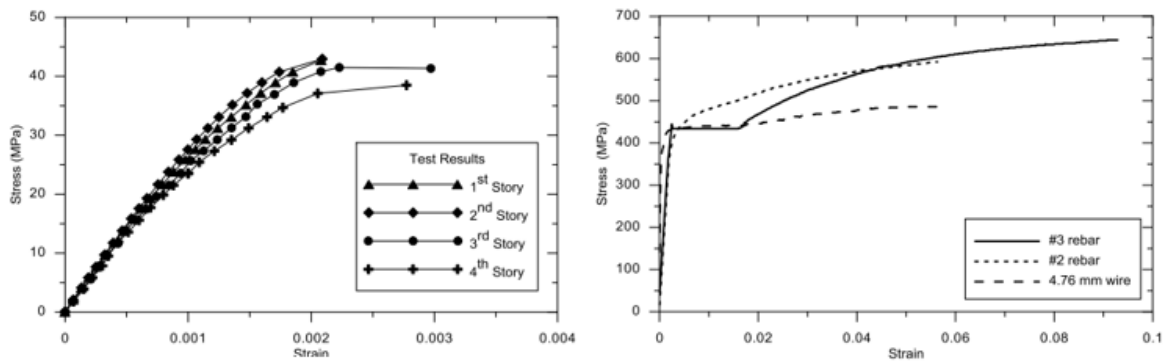 50
40
30
20
10
0
Stress (MPa)
0
0.001
0.002
0.003
0.004
Strain
Test Results
1st Story
2nd Story
3rd Story
4th Story
700
600
500
400
300
200
100
0
Stress (MPa)
0
0.02
0.04
0.06
0.08
0.1
Strain
#3 rebar
#2 rebar
4.76 mm wire